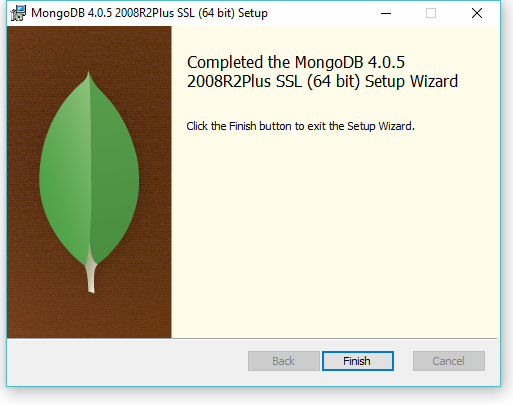 MongoDB 4.0.5 2008R2Plus SSL (64 bit) Setup
Completed the MongoDB 4.0.5
2008R2Plus SSL (64 bit) Setup Wizard
Click the Finish button to exit the Setup Wizard.
Back
Finish
Cancel